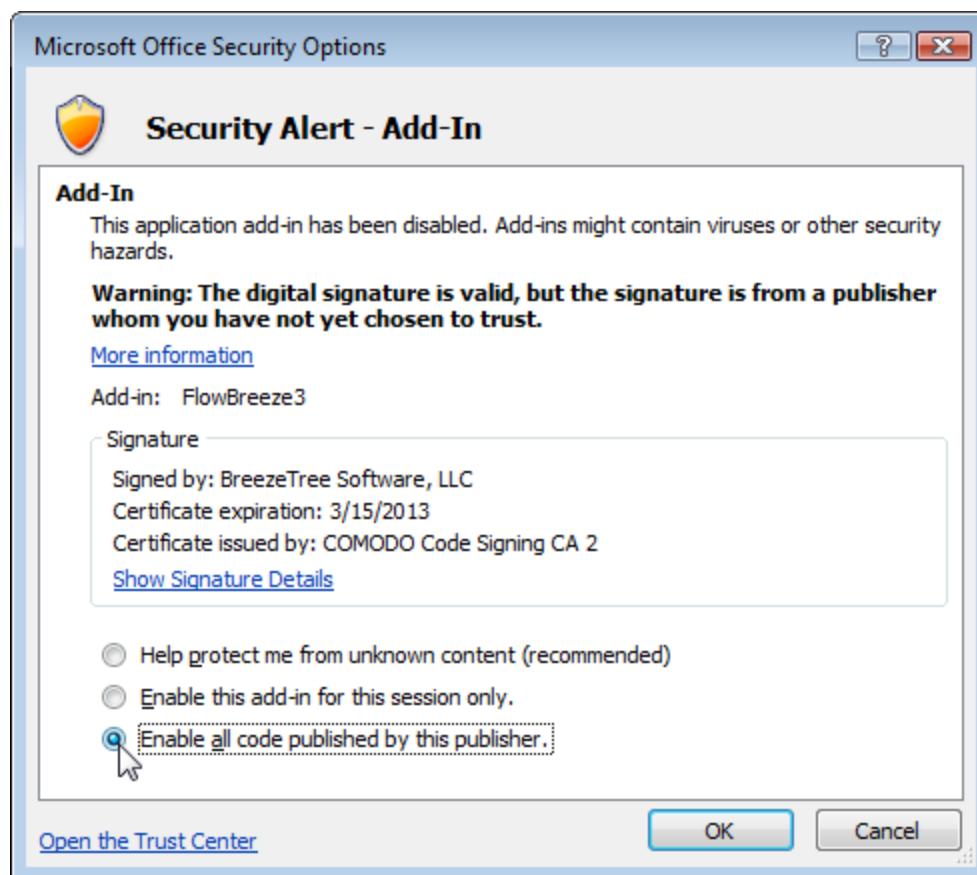 Microsoft Office Security Options
Security Alert - Add-In
Add-In
This application add-in has been disabled. Add-ins might contain viruses or other security
hazards.
Warning: The digital signature is valid, but the signature is from a publisher
whom you have not yet chosen to trust.
More information
Add-in: FlowBreeze3
Signature
Signed by: BreezeTree Software, LLC
Certificate expiration: 3/15/2013
Certificate issued by: COMODO Code Signing CA 2
Show Signature Details
Help protect me from unknown content (recommended)
Enable this add-in for this session only.
Enable all code published by this publisher.
Open the Trust Center
OK
Cancel